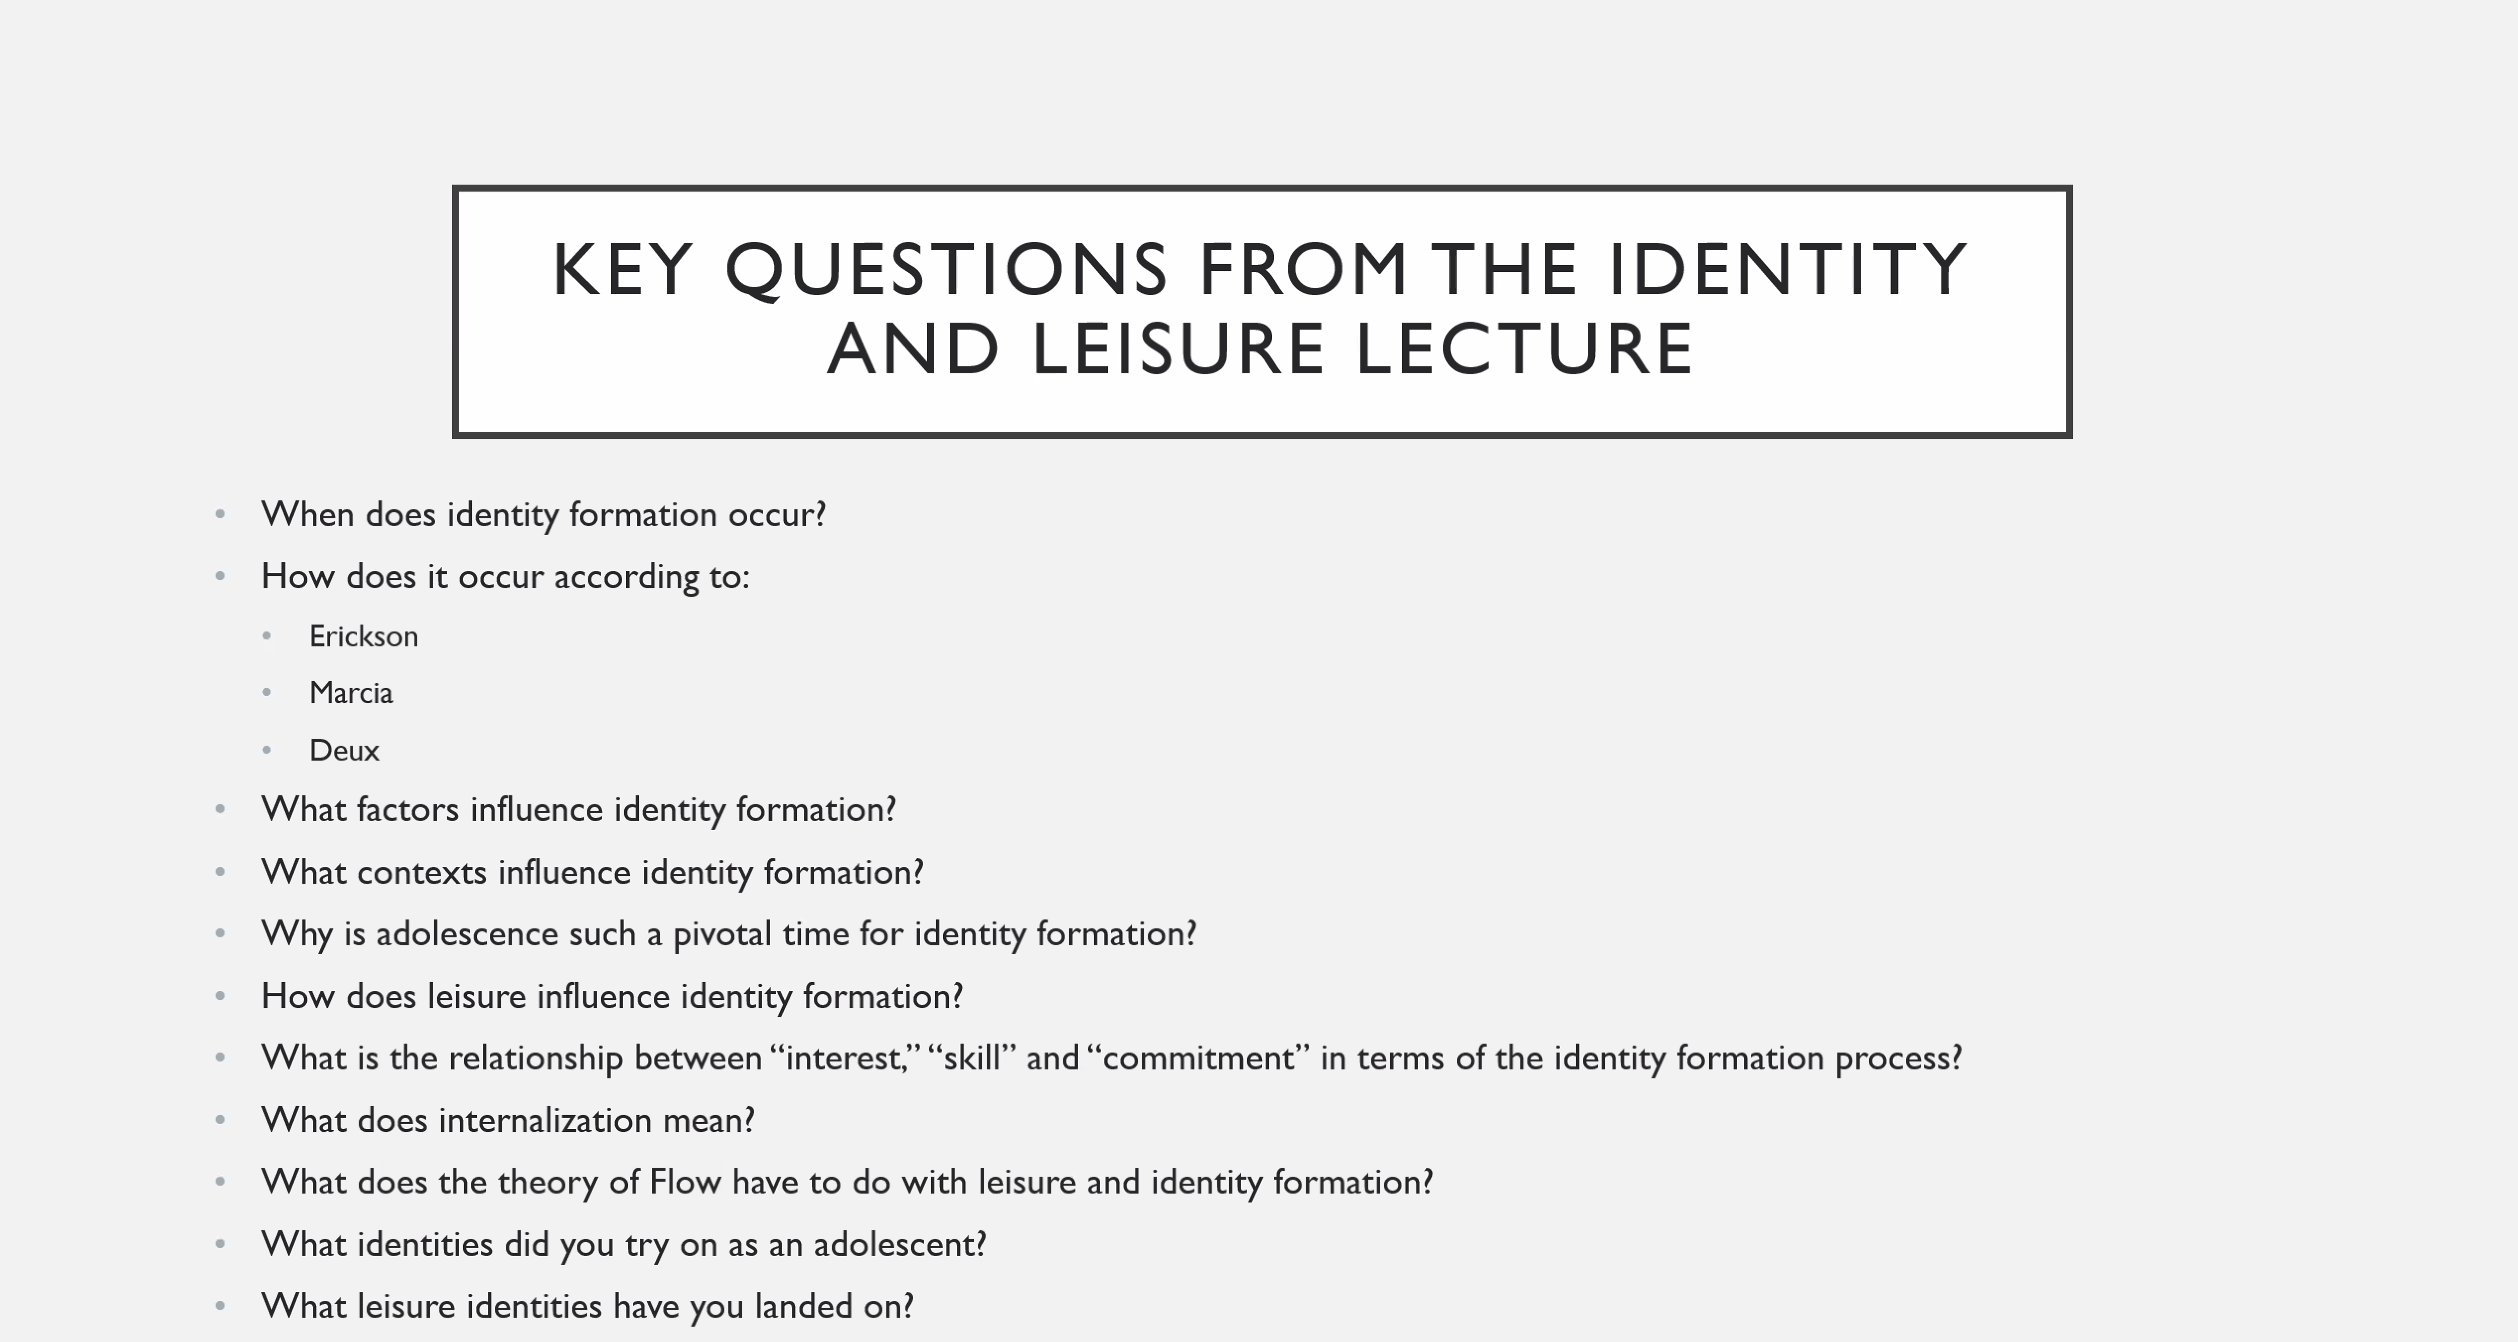 KEY QUESTIONS FROM THE IDENTITY
AND LEISURE LECTURE
• When does identity formation occur?
• How does it occur according to:
• Erickson
• Marcia
• Deux
• What factors influence identity formation?
• What contexts influence identity formation?
• Why is adolescence such a pivotal time for identity formation?
• How does leisure influence identity formation?
• What is the relationship between “interest,” “skill” and “commitment” in terms of the identity formation process?
• What does internalization mean?
• What does the theory of Flow have to do with leisure and identity formation?
• What identities did you try on as an adolescent?
• What leisure identities have you landed on?